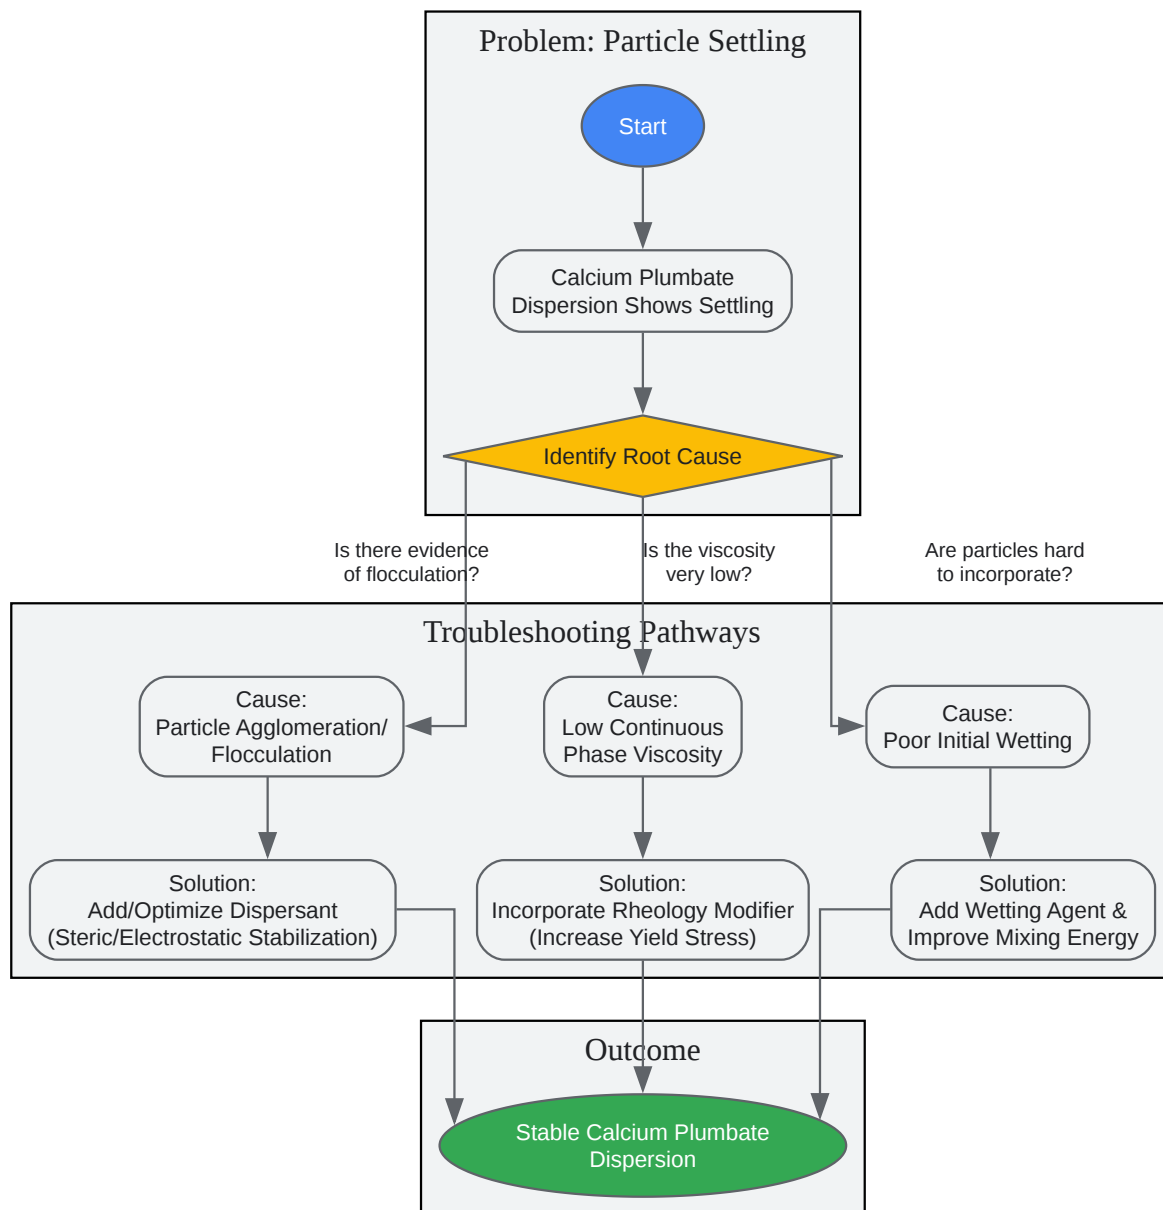 Problem: Particle Settling
Start
Calcium Plumbate
Dispersion Shows Settling
Identify Root Cause
Is there evidence
of flocculation?
Is the viscosity
very low?
Are particles hard
to incorporate?
Troubleshooting Pathways
Cause:
Particle Agglomeration/
Flocculation
Cause:
Low Continuous
Phase Viscosity
Cause:
Poor Initial Wetting
Solution:
Add/Optimize Dispersant
(Steric/Electrostatic Stabilization)
Solution:
Incorporate Rheology Modifier
(Increase Yield Stress)
Solution:
Add Wetting Agent &
Improve Mixing Energy
Outcome
Stable Calcium Plumbate
Dispersion